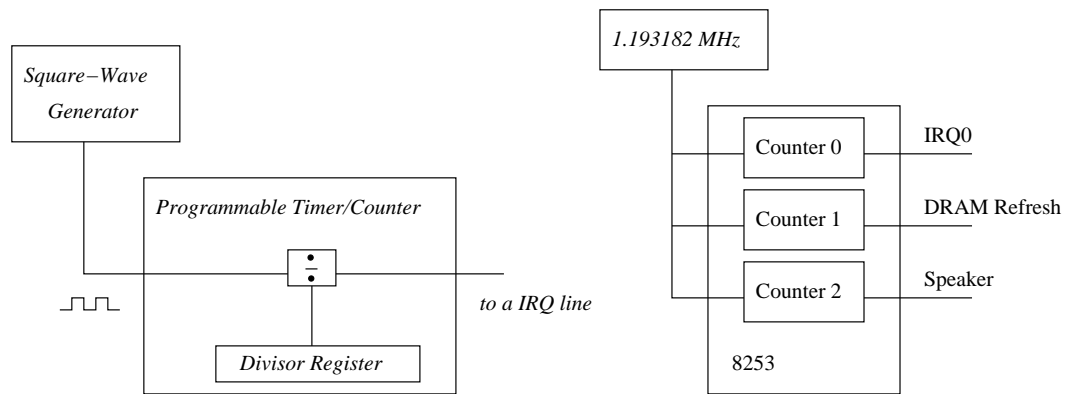 Square−Wave
Generator
Programmable Timer/Counter
÷
to a IRQ line
Divisor Register
1.193182 MHz
Counter 0
IRQ0
Counter 1
DRAM Refresh
Counter 2
Speaker
8253